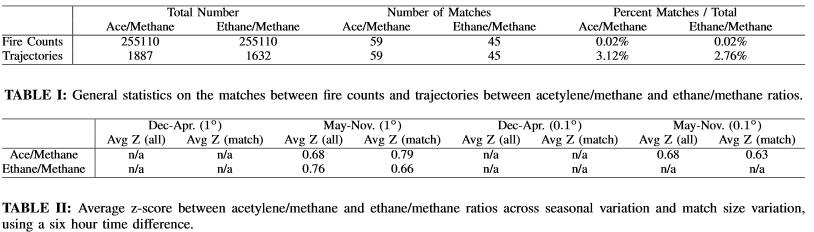 Total Number Number of Matches Percent Matches / Total
Ace/Methane Ethane/Methane Ace/Methane Ethane/Methane Ace/Methane Ethane/Methane
Fire Counts 255110 255110 59 45 0.02% 0.02%
Trajectories 1887 1632 59 45 3.12% 2.76%
TABLE I: General statistics on the matches between fire counts and trajectories between acetylene/methane and ethane/methane ratios.
Dec-Apr. (1°) May-Nov. (1°) Dec-Apr. (0.1°) May-Nov. (0.1°)
Avg Z (all) Avg Z (match) Avg Z (all) Avg Z (match) Avg Z (all) Avg Z (match) Avg Z (all) Avg Z (match)
Ace/Methane n/a n/a 0.68 0.79 n/a n/a 0.68 0.63
Ethane/Methane n/a n/a 0.76 0.66 n/a n/a n/a n/a
TABLE II: Average z-score between acetylene/methane and ethane/methane ratios across seasonal variation and match size variation,
using a six hour time difference.